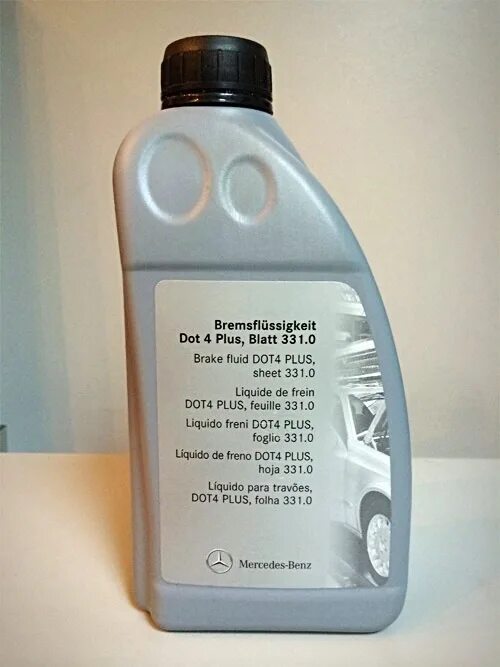 Bremsflüssigkeit
Dot 4 Plus, Blatt 331.0
Brake fluid DOT4 PLUS,
sheet 331.0
Liquide de frein
DOT4 PLUS, feuille 331.0
Liquido freni DOT4 PLUS,
foglio 331.0
Líquido de freno DOT4 PLUS,
hoja 331.0
Líquido para travões,
DOT4 PLUS, folha 331.0
Mercedes-Benz